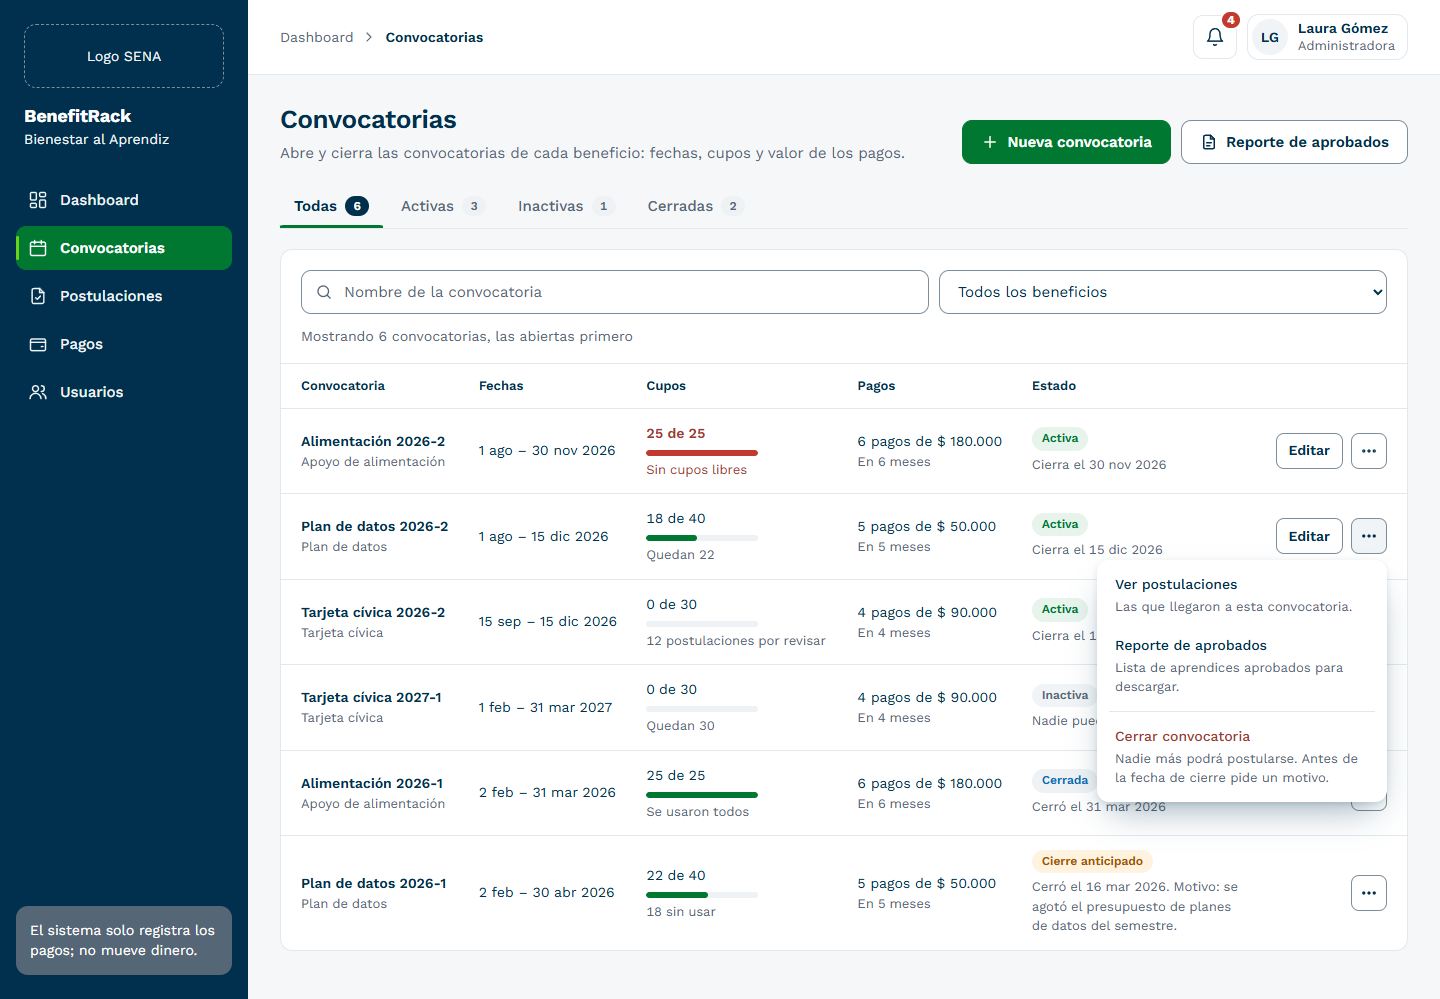 Logo SENA
BenefitRack
Bienestar al Aprendiz
Dashboard
Convocatorias
Postulaciones
Pagos
Usuarios
El sistema solo registra los
pagos; no mueve dinero.
Dashboard > Convocatorias
4
LG
Laura Gómez
Administradora
Convocatorias
Abre y cierra las convocatorias de cada beneficio: fechas, cupos y valor de los pagos.
+ Nueva convocatoria
Reporte de aprobados
Todas 6
Activas 3
Inactivas 1
Cerradas 2
Nombre de la convocatoria
Todos los beneficios
Mostrando 6 convocatorias, las abiertas primero
Convocatoria Fechas Cupos Pagos Estado
Alimentación 2026-2
Apoyo de alimentación
1 ago – 30 nov 2026
25 de 25
Sin cupos libres
6 pagos de $ 180.000
En 6 meses
Activa
Cierra el 30 nov 2026
Editar
Plan de datos 2026-2
Plan de datos
1 ago – 15 dic 2026
18 de 40
Quedan 22
5 pagos de $ 50.000
En 5 meses
Activa
Cierra el 15 dic 2026
Editar
Ver postulaciones
Las que llegaron a esta convocatoria.
Reporte de aprobados
Lista de aprendices aprobados para
descargar.
Cerrar convocatoria
Nadie más podrá postularse. Antes de
la fecha de cierre pide un motivo.
Tarjeta cívica 2026-2
Tarjeta cívica
15 sep – 15 dic 2026
0 de 30
12 postulaciones por revisar
4 pagos de $ 90.000
En 4 meses
Activa
Cierra el 1
Tarjeta cívica 2027-1
Tarjeta cívica
1 feb – 31 mar 2027
0 de 30
Quedan 30
4 pagos de $ 90.000
En 4 meses
Inactiva
Nadie
Alimentación 2026-1
Apoyo de alimentación
2 feb – 31 mar 2026
25 de 25
Se usaron todos
6 pagos de $ 180.000
En 6 meses
Cerrada
Cerró el 31 mar 2026
Plan de datos 2026-1
Plan de datos
2 feb – 30 abr 2026
22 de 40
18 sin usar
5 pagos de $ 50.000
En 5 meses
Cierre anticipado
Cerró el 16 mar 2026. Motivo: se
agotó el presupuesto de planes
de datos del semestre.